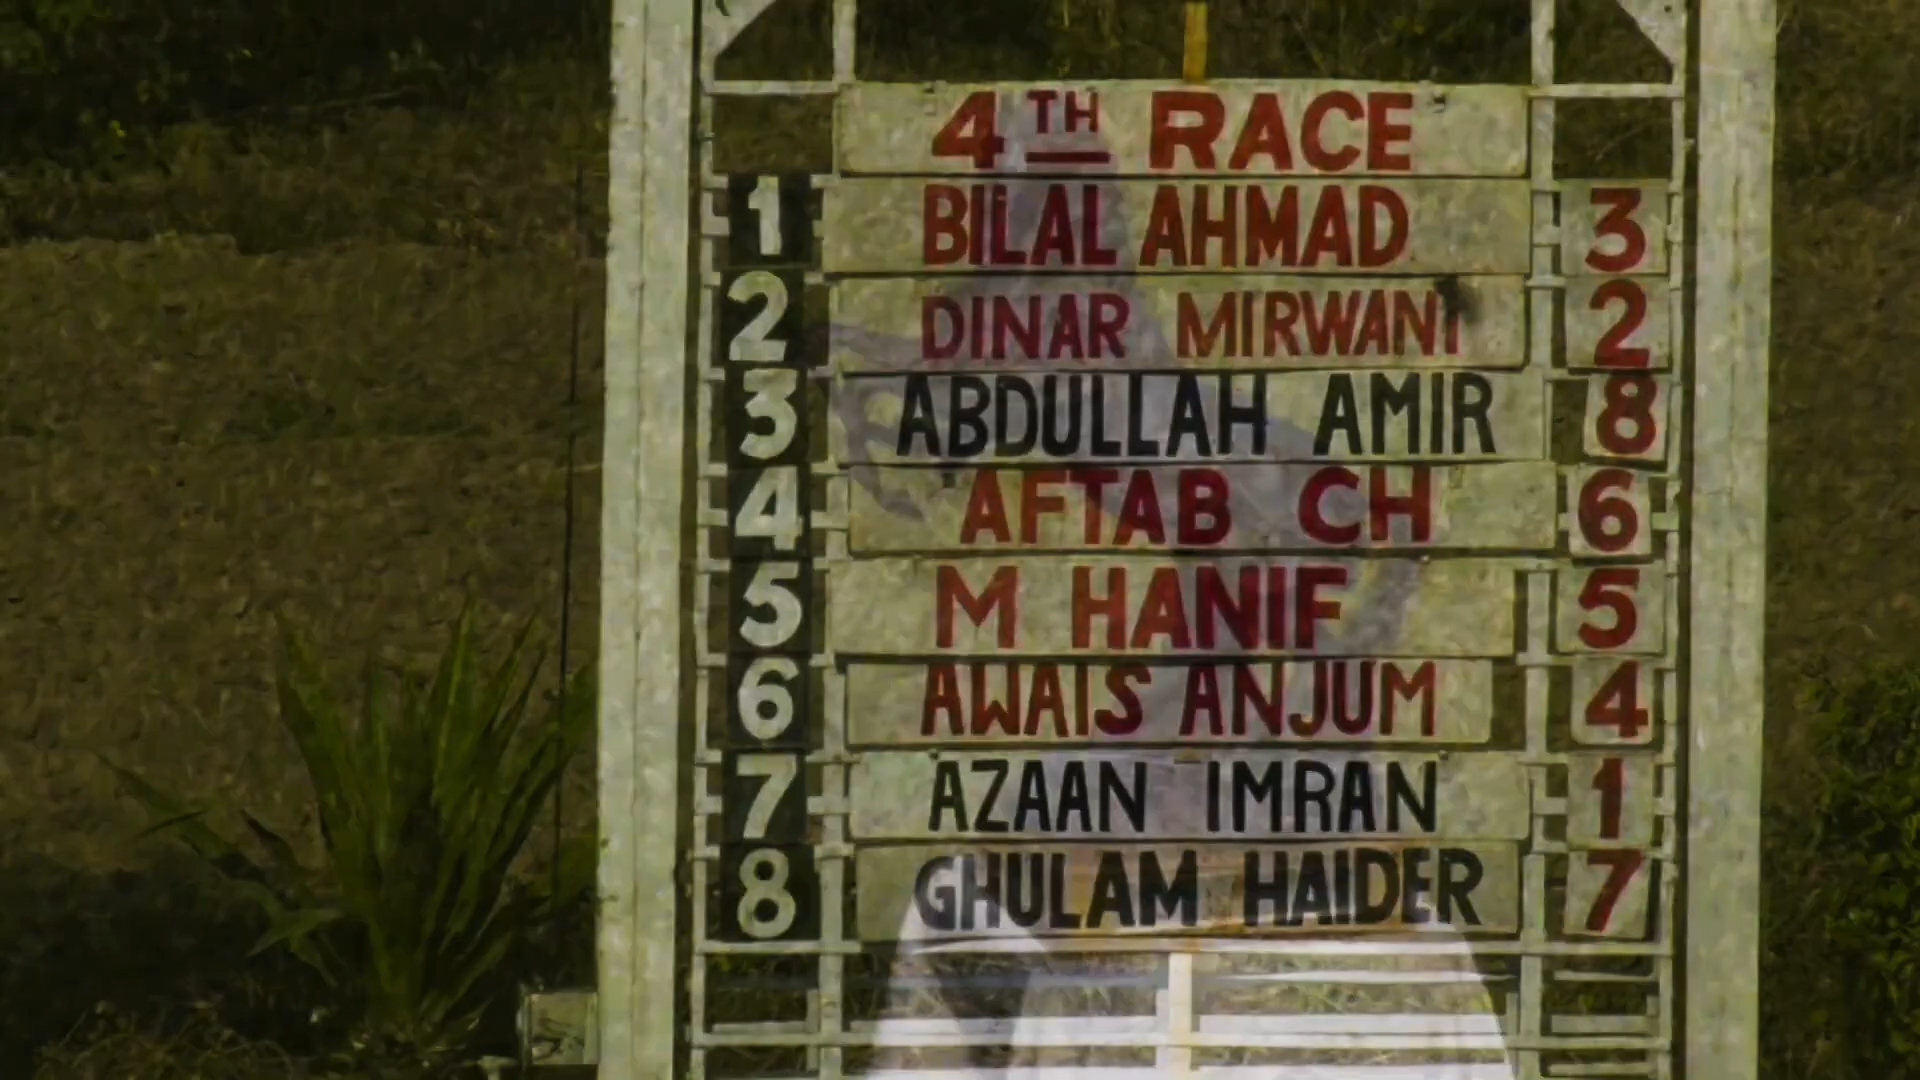 4TH RACE
1 BILAL AHMAD 3
2 DINAR MIRWANI 2
3 ABDULLAH AMIR 8
4 AFTAB CH 6
5 M HANIF 5
6 AWAIS ANJUM 4
7 AZAAN IMRAN 1
8 GHULAM HAIDER 7